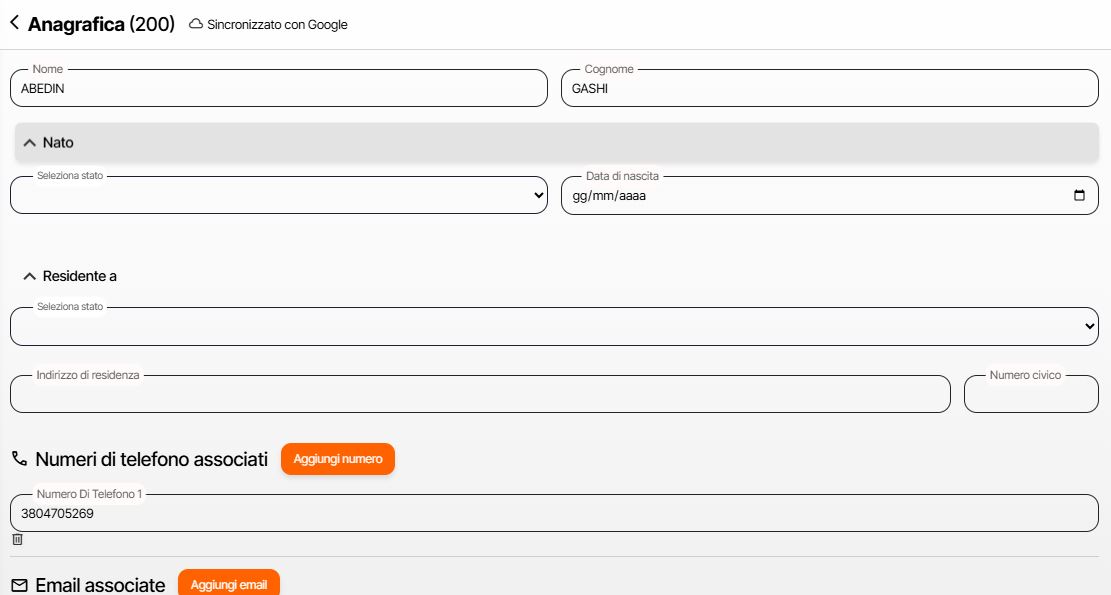 Anagrafica (200) Sincronizzato con Google
Nome Cognome
ABEDIN GASHI
Nato
Seleziona stato Data di nascita
gg/mm/aaaa
Residente a
Seleziona stato
Indirizzo di residenza Numero civico
Numeri di telefono associati Aggiungi numero
Numero Di Telefono 1
3804705269
Email associate Aggiungi email